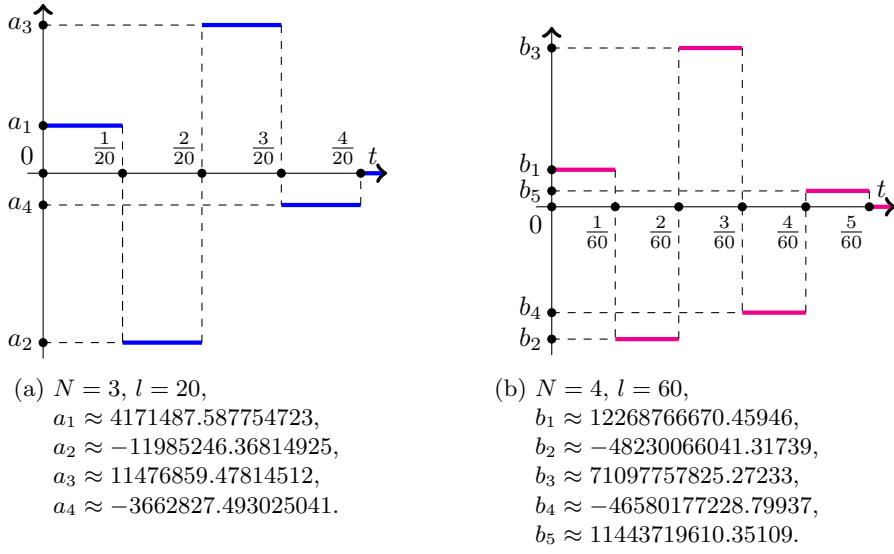 a₃
a₁
0
1/20
2/20
3/20
4/20
t
a₄
a₂
(a) N = 3, l = 20,
a₁ ≈ 4171487.587754723,
a₂ ≈ −11985246.36814925,
a₃ ≈ 11476859.47814512,
a₄ ≈ −3662827.493025041.
b₃
b₁
b₅
t
0
1/60
2/60
3/60
4/60
5/60
b₄
b₂
(b) N = 4, l = 60,
b₁ ≈ 12268766670.45946,
b₂ ≈ −48230066041.31739,
b₃ ≈ 71097757825.27233,
b₄ ≈ −46580177228.79937,
b₅ ≈ 11443719610.35109.